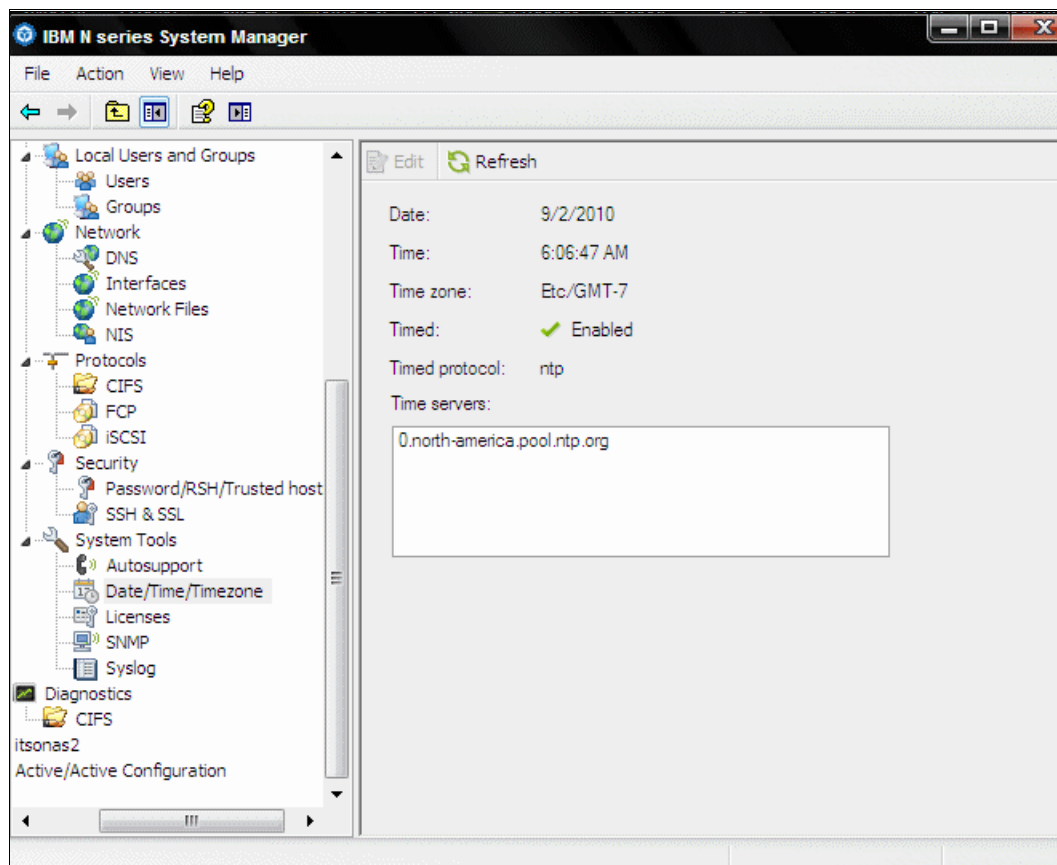 IBM N series System Manager
File Action View Help
Local Users and Groups
Users
Groups
Network
DNS
Interfaces
Network Files
NIS
Protocols
CIFS
FCP
iSCSI
Security
Password/RSH/Trusted host
SSH & SSL
System Tools
Autosupport
Date/Time/Timezone
Licenses
SNMP
Syslog
Diagnostics
CIFS
itsonas2
Active/Active Configuration
Edit Refresh
Date: 9/2/2010
Time: 6:06:47 AM
Time zone: Etc/GMT-7
Timed: Enabled
Timed protocol: ntp
Time servers:
0.north-america.pool.ntp.org